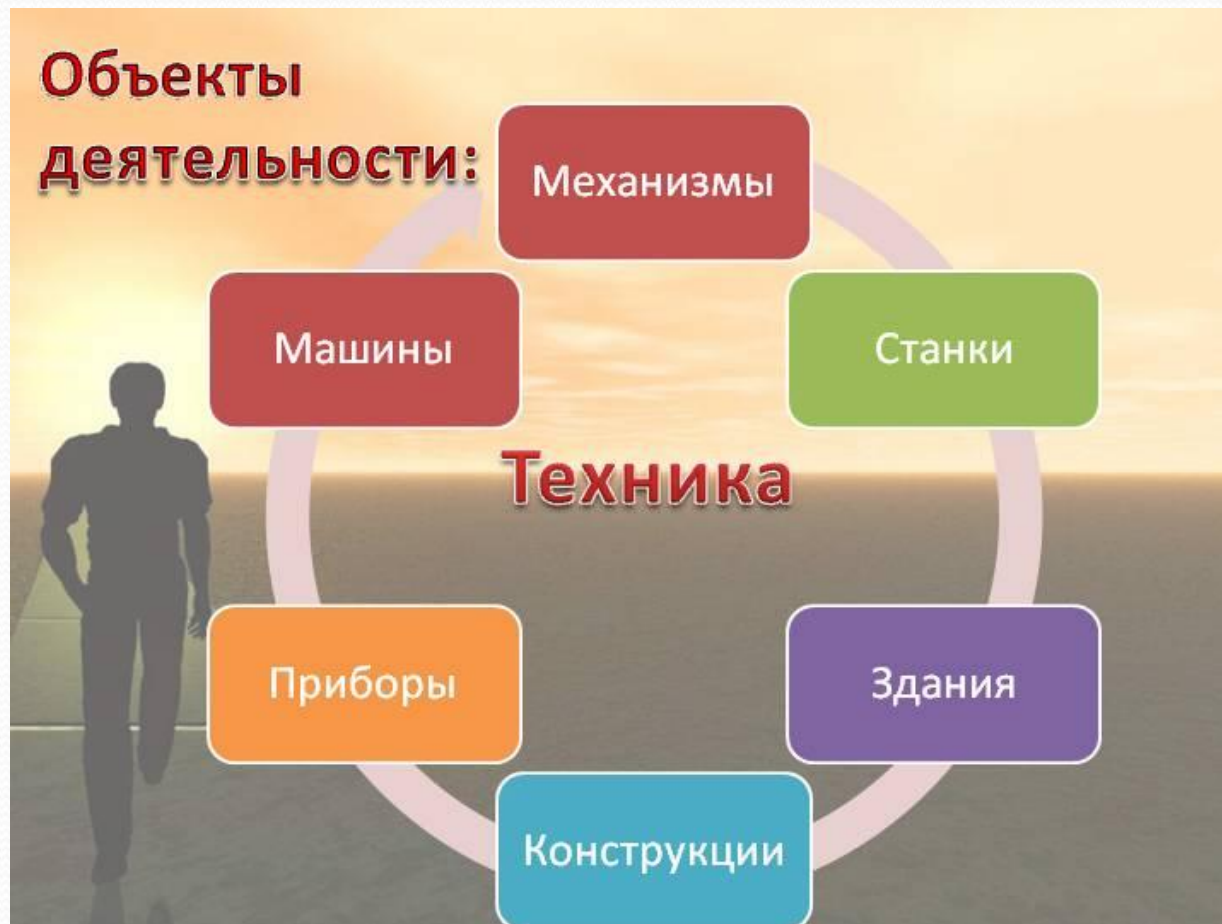 Объекты
деятельности:
Механизмы
Станки
Здания
Конструкции
Приборы
Машины
Техника